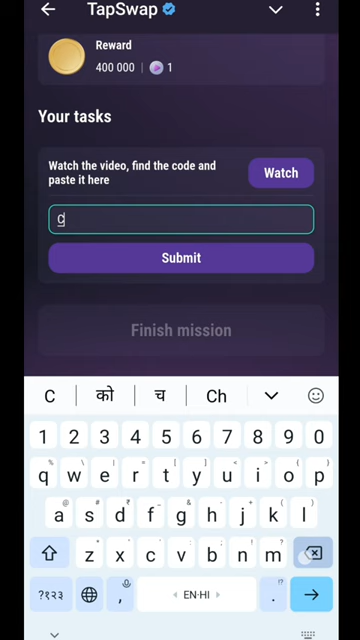 TapSwap
Reward
400 000 | 1
Your tasks
Watch the video, find the code and
paste it here
Watch
c
Submit
Finish mission
C को च Ch
1 2 3 4 5 6 7 8 9 0
q w e r t y u i o p
a s d f g h j k l
z x c v b n m
?१२३ , EN·HI .